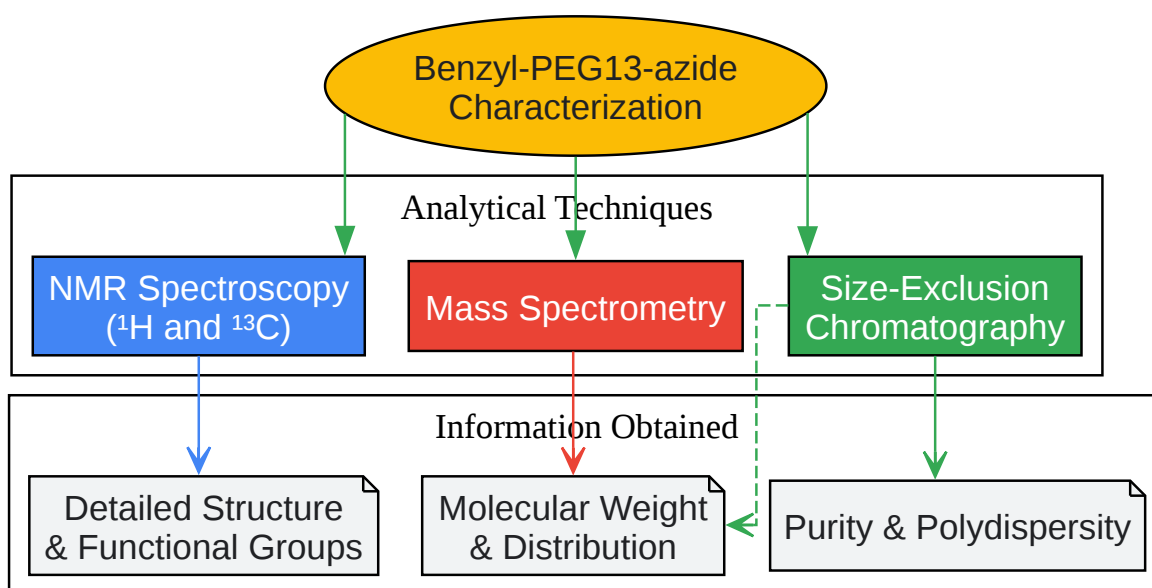 Benzyl-PEG13-azide
Characterization
Analytical Techniques
NMR Spectroscopy
(¹H and ¹³C)
Mass Spectrometry
Size-Exclusion
Chromatography
Information Obtained
Detailed Structure
& Functional Groups
Molecular Weight
& Distribution
Purity & Polydispersity